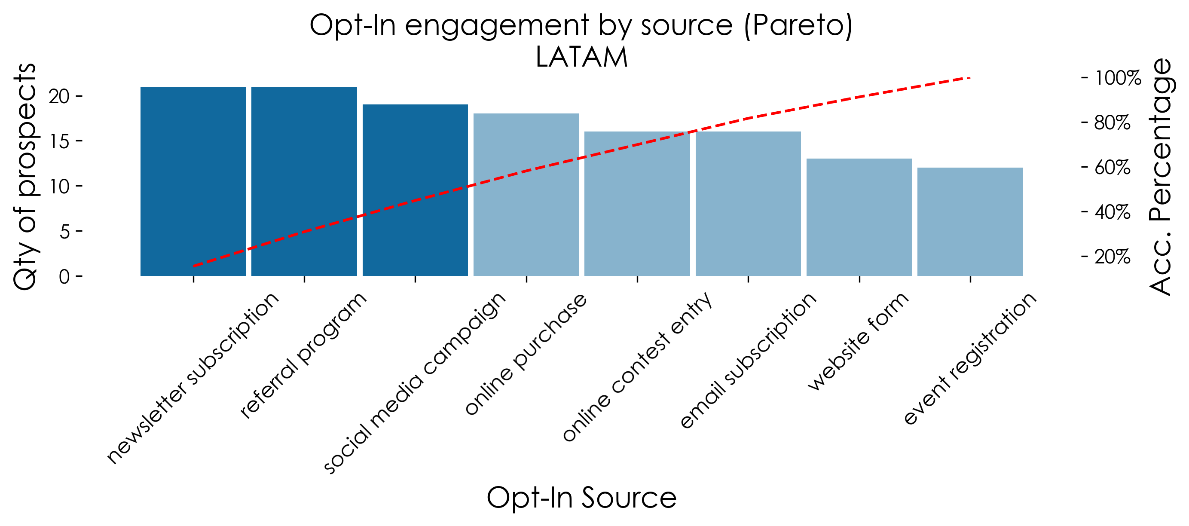 Opt-In engagement by source (Pareto)
LATAM
Qty of prospects
20
15
10
5
0
100%
80%
60%
40%
20%
Acc. Percentage
newsletter subscription
referral program
social media campaign
online purchase
online contest entry
email subscription
website form
event registration
Opt-In Source